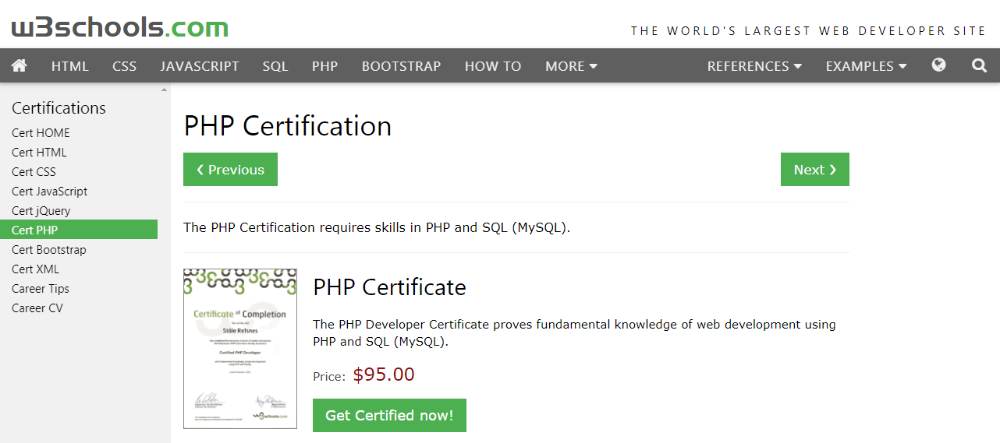 w3schools.com
THE WORLD'S LARGEST WEB DEVELOPER SITE
HTML CSS JAVASCRIPT SQL PHP BOOTSTRAP HOW TO MORE REFERENCES EXAMPLES
Certifications
Cert HOME
Cert HTML
Cert CSS
Cert JavaScript
Cert jQuery
Cert PHP
Cert Bootstrap
Cert XML
Career Tips
Career CV
PHP Certification
❮ Previous
Next ❯
The PHP Certification requires skills in PHP and SQL (MySQL).
Certificate of Completion
Ståle Refsnes
Certified PHP Developer
w3schools.com
PHP Certificate
The PHP Developer Certificate proves fundamental knowledge of web development using
PHP and SQL (MySQL).
Price: $95.00
Get Certified now!